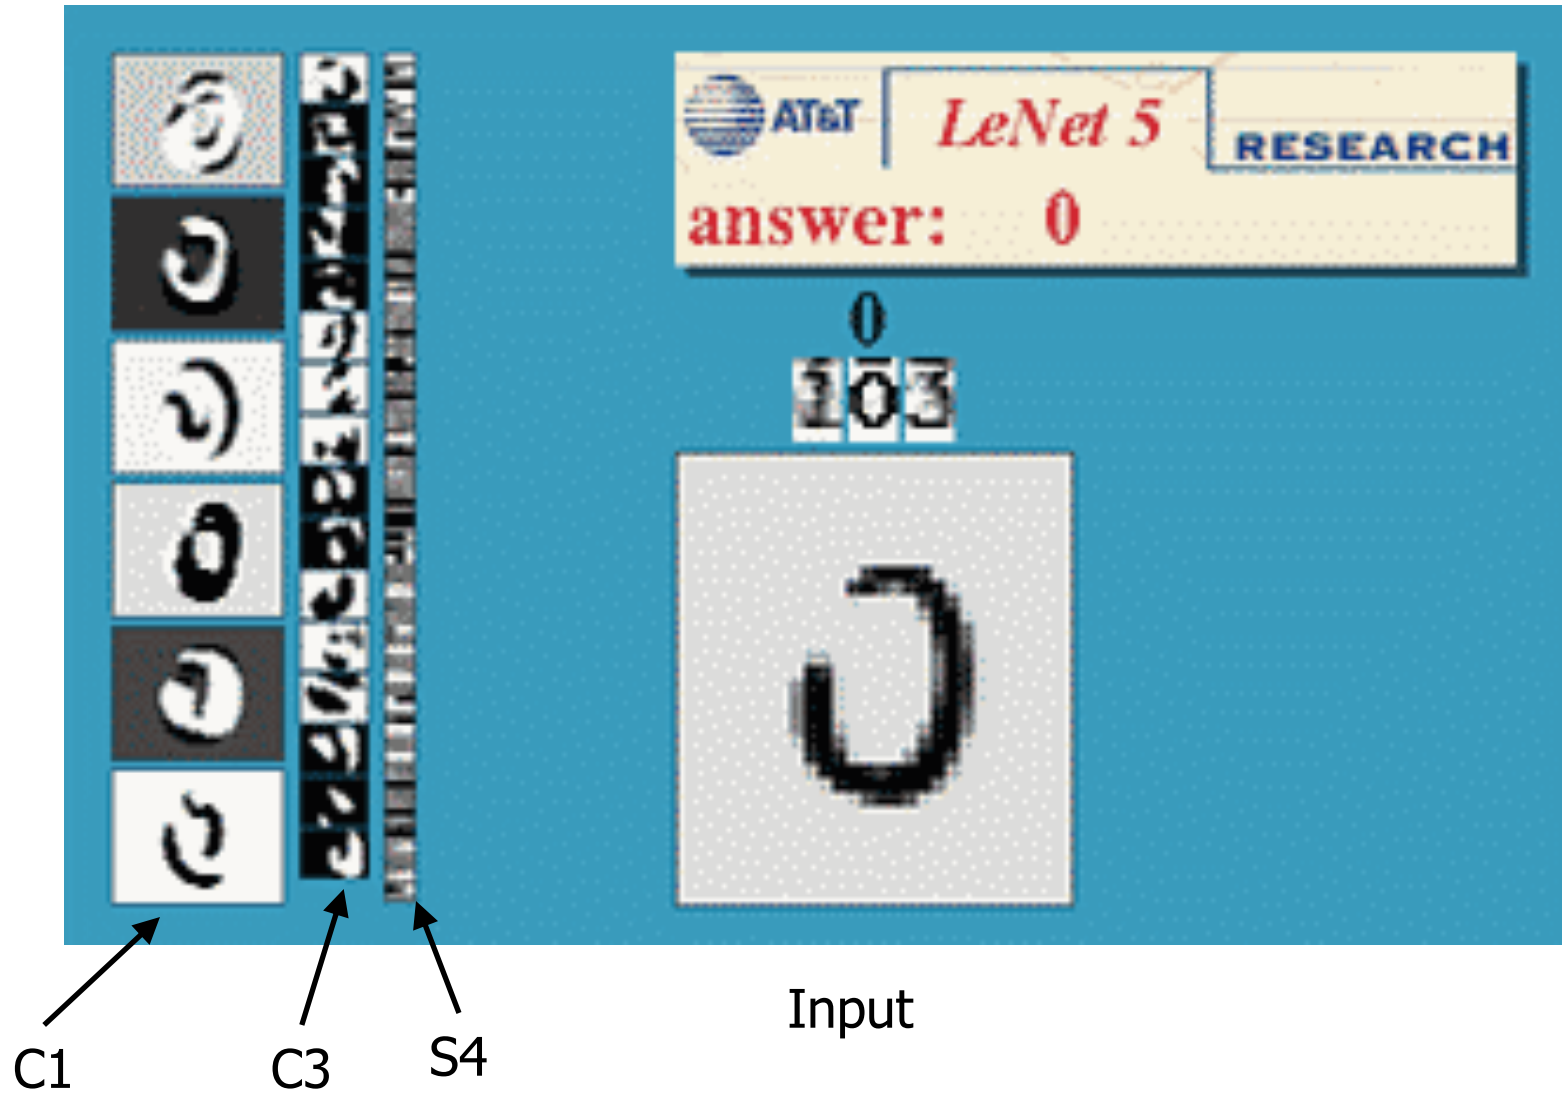 AT&T LeNet 5 RESEARCH
answer: 0
0
103
Input
C1 C3 S4